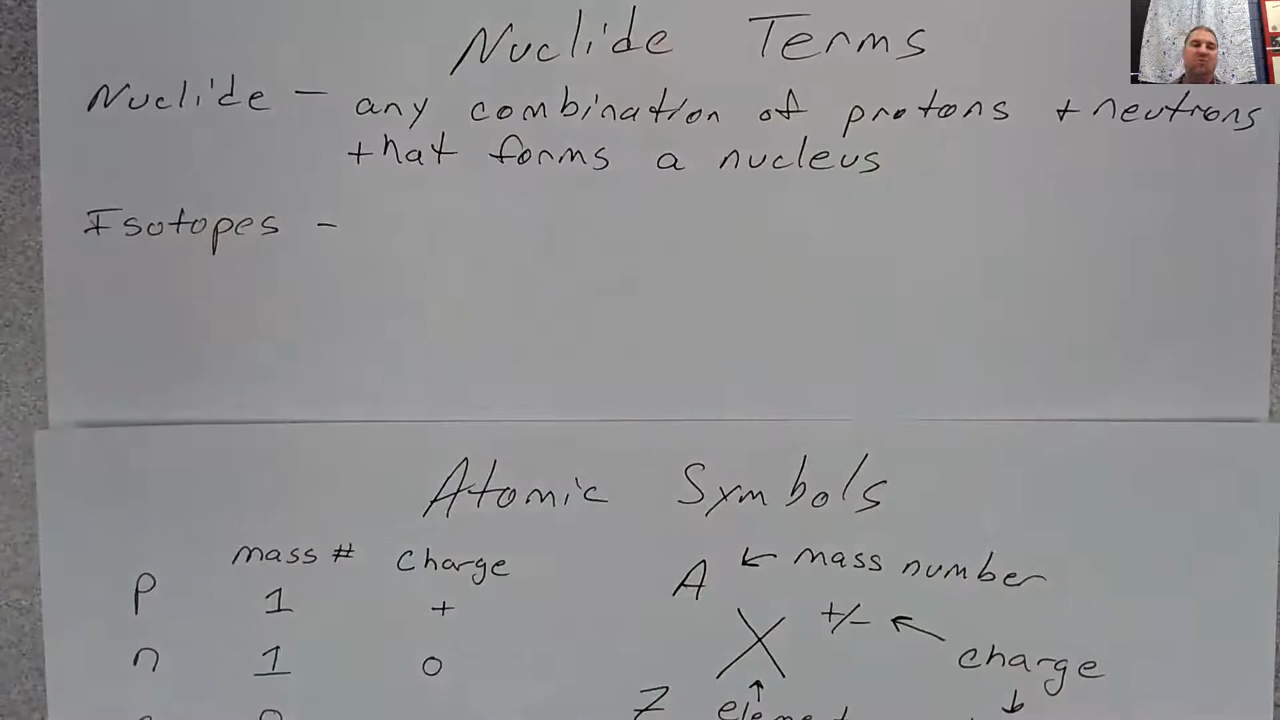 Nuclide Terms
Nuclide - any combination of protons + neutrons
that forms a nucleus
Isotopes -
Atomic Symbols
mass # charge
A ← mass number
p 1 +
X +/- ← charge
n 1 0
Z ↑ ↓